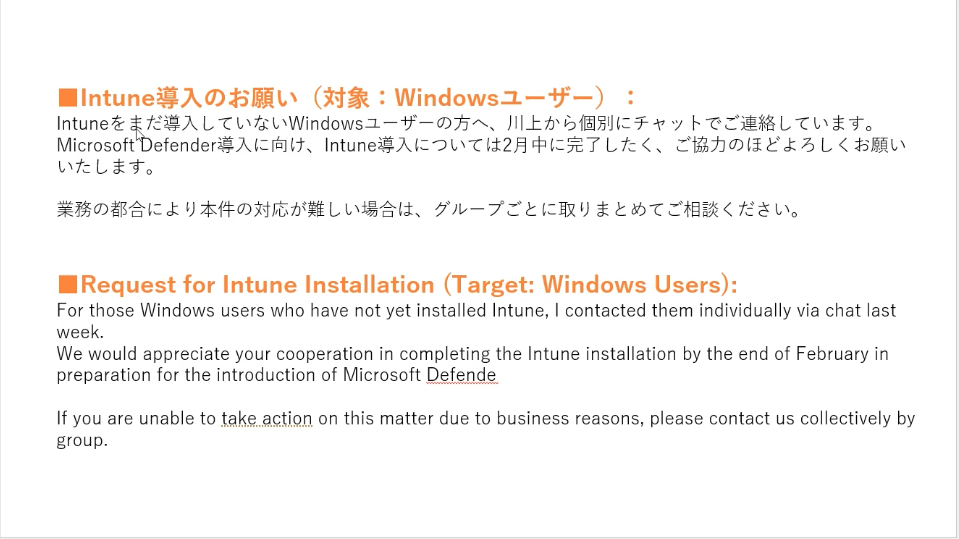 ■Intune導入のお願い（対象：Windowsユーザー）：
Intuneをまだ導入していないWindowsユーザーの方へ、川上から個別にチャットでご連絡しています。
Microsoft Defender導入に向け、Intune導入については2月中に完了したく、ご協力のほどよろしくお願い
いたします。
業務の都合により本件の対応が難しい場合は、グループごとに取りまとめてご相談ください。
■Request for Intune Installation (Target: Windows Users):
For those Windows users who have not yet installed Intune, I contacted them individually via chat last
week.
We would appreciate your cooperation in completing the Intune installation by the end of February in
preparation for the introduction of Microsoft Defende
If you are unable to take action on this matter due to business reasons, please contact us collectively by
group.